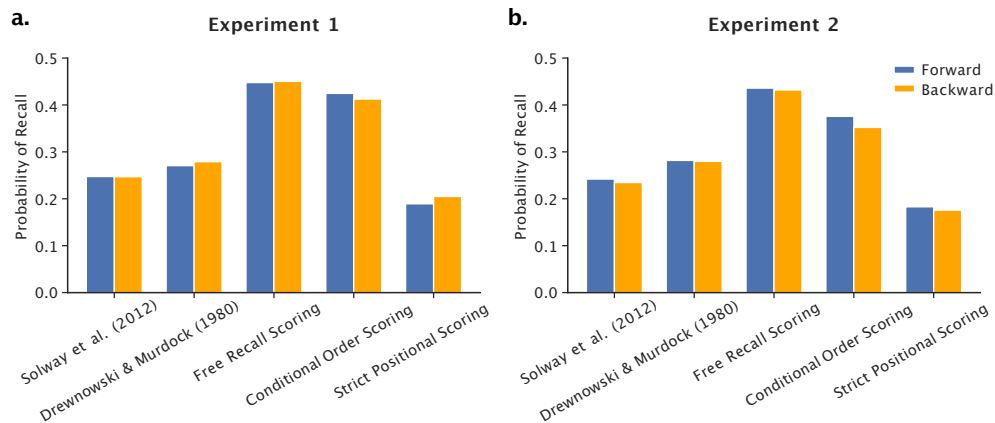 a.
Experiment 1
Probability of Recall
0.5
0.4
0.3
0.2
0.1
0.0
Solway et al. (2012)
Drewnowski & Murdock (1980)
Free Recall Scoring
Conditional Order Scoring
Strict Positional Scoring
b.
Experiment 2
Probability of Recall
0.5
0.4
0.3
0.2
0.1
0.0
Forward
Backward
Solway et al. (2012)
Drewnowski & Murdock (1980)
Free Recall Scoring
Conditional Order Scoring
Strict Positional Scoring